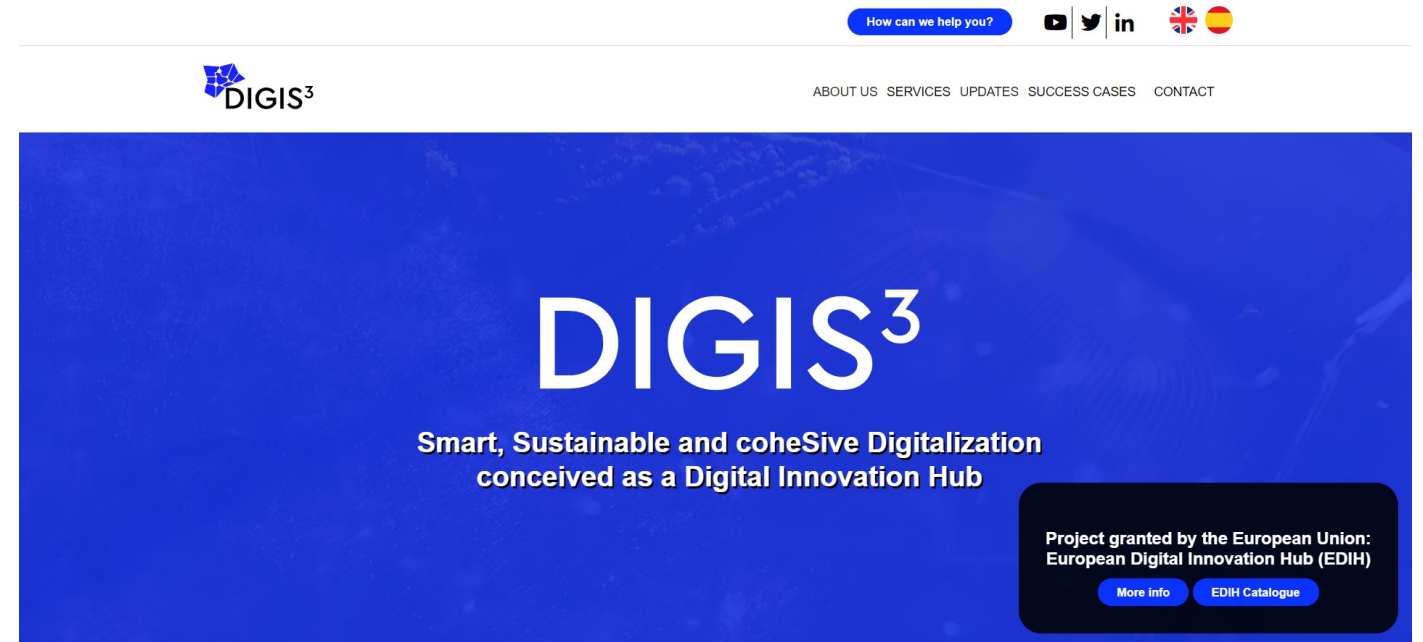 How can we help you?
DIGIS³
ABOUT US SERVICES UPDATES SUCCESS CASES CONTACT
DIGIS³
Smart, Sustainable and coheSive Digitalization
conceived as a Digital Innovation Hub
Project granted by the European Union:
European Digital Innovation Hub (EDIH)
More info EDIH Catalogue